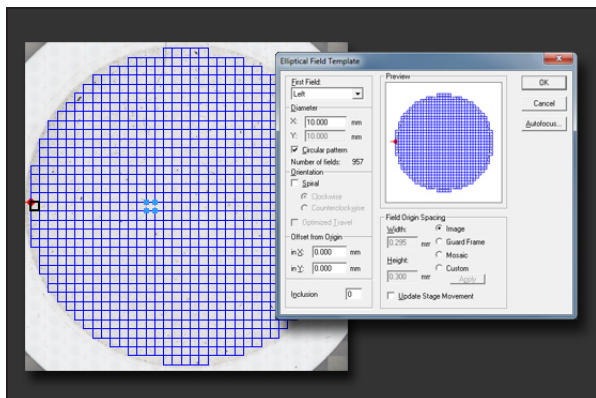 Elliptical Field Template
First Field:
Left
Diameter
X: 10.000 mm
Y: 10.000 mm
Circular pattern
Number of fields: 957
Orientation
Spiral
Clockwise
Counterclockwise
Optimized Travel
Offset from Origin
in X: 0.000 mm
in Y: 0.000 mm
Inclusion 0
Preview
Field Origin Spacing
Width:
0.295 mm
Height:
0.300 mm
Image
Guard Frame
Mosaic
Custom
Apply
Update Stage Movement
OK
Cancel
Autofocus...